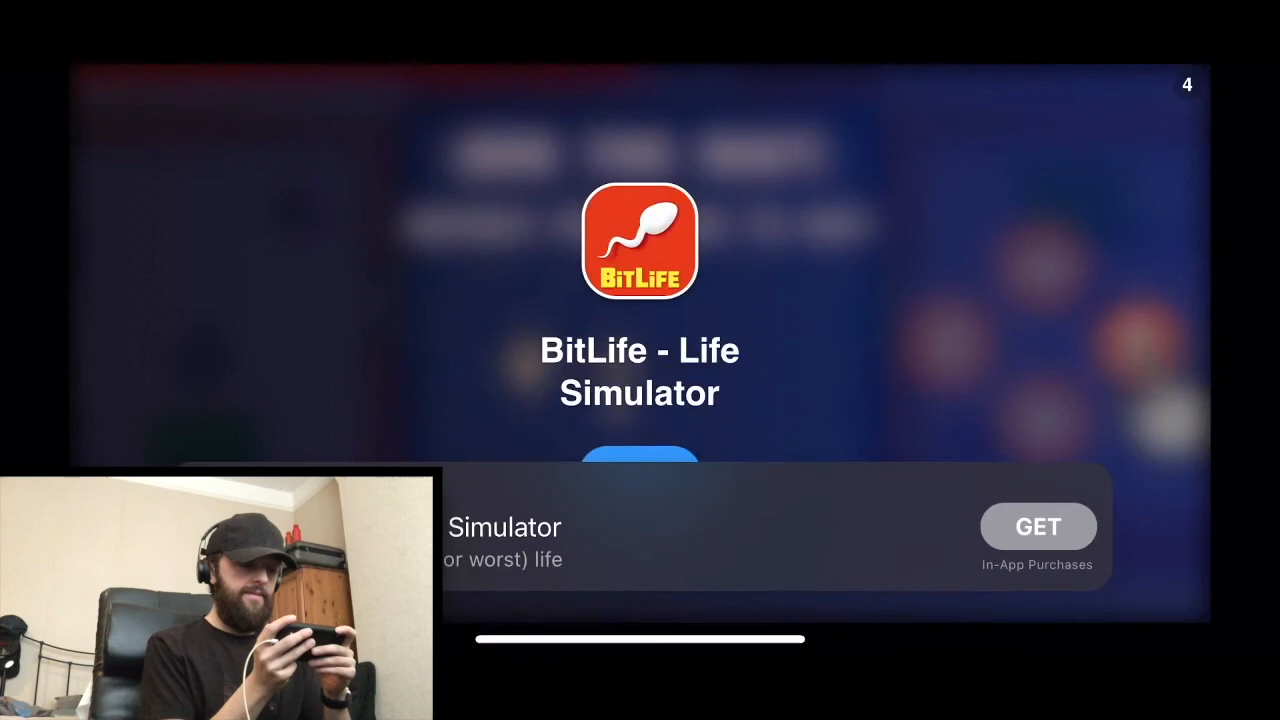 4
BiTLiFE
BitLife - Life
Simulator
Simulator
or worst) life
GET
In-App Purchases